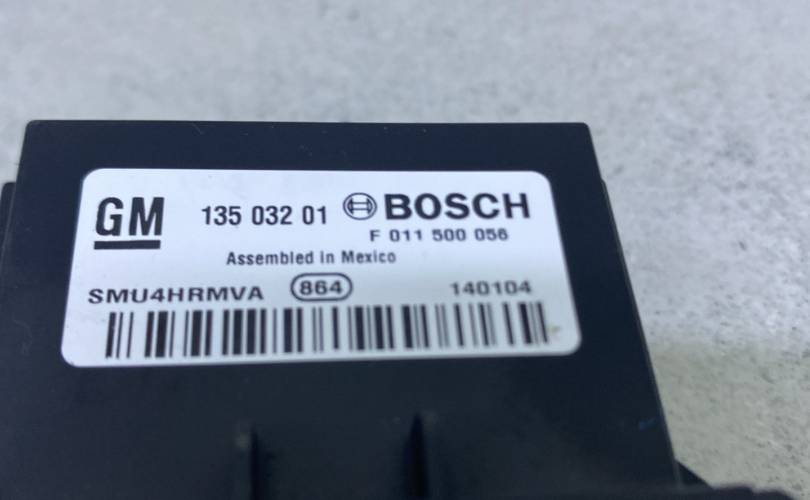 GM 135 032 01 BOSCH
F 011 500 056
Assembled in Mexico
SMU4HRMVA 864 140104